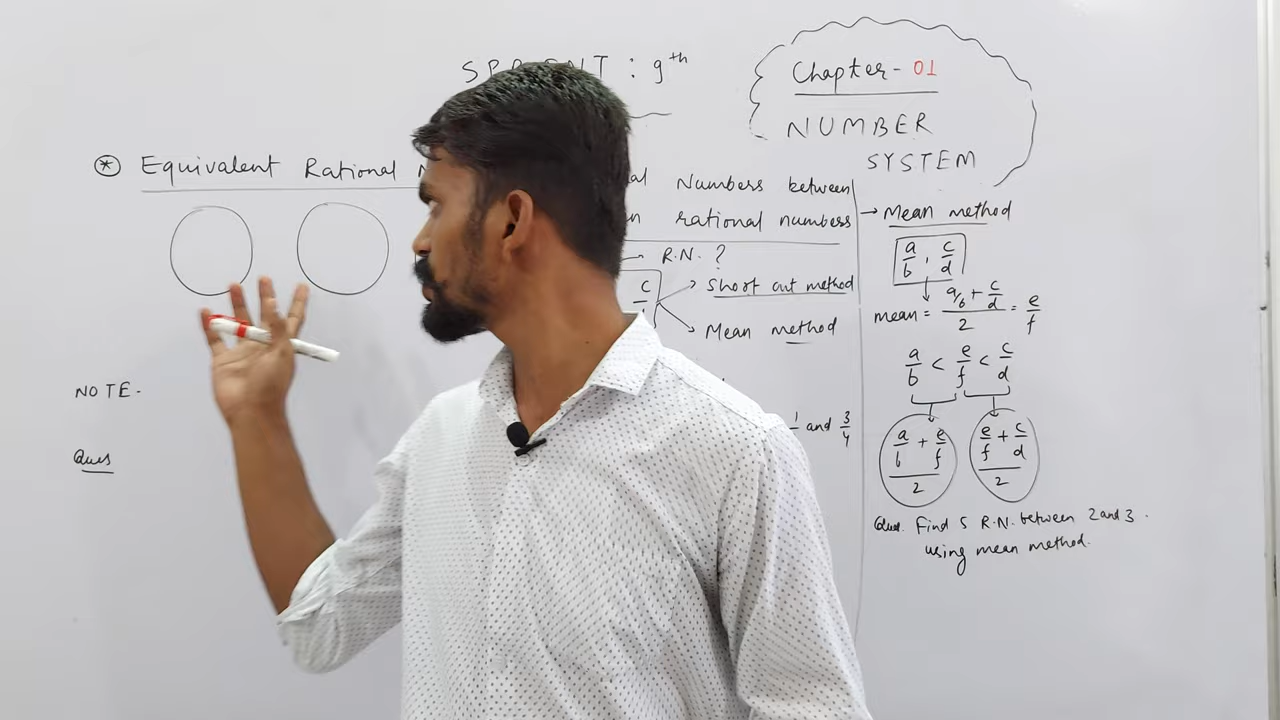 : 9th
Chapter- 01
NUMBER
SYSTEM
* Equivalent Rational
Numbers between
rational numbers
R.N. ?
c
Short cut method
Mean method
NOTE.
Ques
1 and 3/4
→ Mean method
a/b , c/d
mean = a/b + c/d / 2 = e/f
a/b < e/f < c/d
a/b + e/f / 2 e/f + c/d / 2
Ques. Find 5 R.N. between 2 and 3.
using mean method.